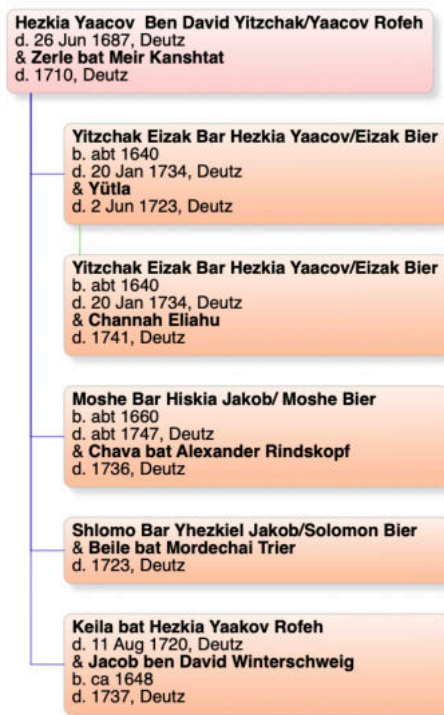 Hezkia Yaacov Ben David Yitzchak/Yaacov Rofeh
d. 26 Jun 1687, Deutz
& Zerle bat Meir Kanshtat
d. 1710, Deutz
Yitzchak Eizak Bar Hezkia Yaacov/Eizak Bier
b. abt 1640
d. 20 Jan 1734, Deutz
& Yütla
d. 2 Jun 1723, Deutz
Yitzchak Eizak Bar Hezkia Yaacov/Eizak Bier
b. abt 1640
d. 20 Jan 1734, Deutz
& Channah Eliahu
d. 1741, Deutz
Moshe Bar Hiskia Jakob/ Moshe Bier
b. abt 1660
d. abt 1747, Deutz
& Chava bat Alexander Rindskopf
d. 1736, Deutz
Shlomo Bar Yhezkiel Jakob/Solomon Bier
& Beile bat Mordechai Trier
d. 1723, Deutz
Keila bat Hezkia Yaakov Rofeh
d. 11 Aug 1720, Deutz
& Jacob ben David Winterschweig
b. ca 1648
d. 1737, Deutz